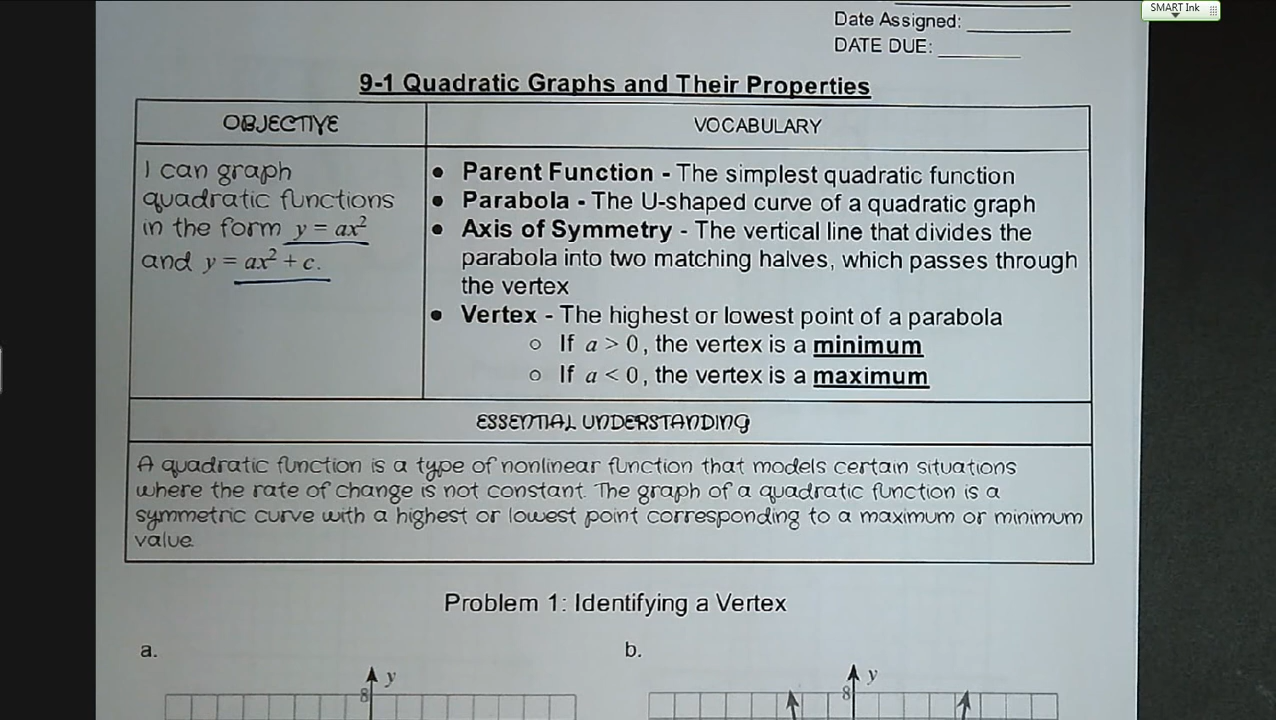 SMART Ink
Date Assigned:
DATE DUE:
9-1 Quadratic Graphs and Their Properties
OBJECTIVE
VOCABULARY
I can graph
quadratic functions
in the form y = ax²
and y = ax² + c.
• Parent Function - The simplest quadratic function
• Parabola - The U-shaped curve of a quadratic graph
• Axis of Symmetry - The vertical line that divides the
parabola into two matching halves, which passes through
the vertex
• Vertex - The highest or lowest point of a parabola
○ If a > 0, the vertex is a minimum
○ If a < 0, the vertex is a maximum
ESSENTIAL UNDERSTANDING
A quadratic function is a type of nonlinear function that models certain situations
where the rate of change is not constant. The graph of a quadratic function is a
symmetric curve with a highest or lowest point corresponding to a maximum or minimum
value
Problem 1: Identifying a Vertex
a.
b.
y
8
y
8